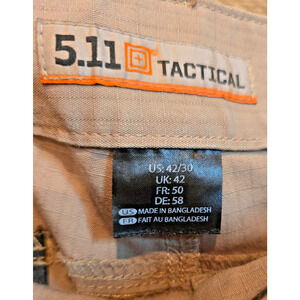 5.11 TACTICAL
US: 42/30
UK: 42
FR: 50
DE: 58
US MADE IN BANGLADESH
FR FAIT AU BANGLADESH